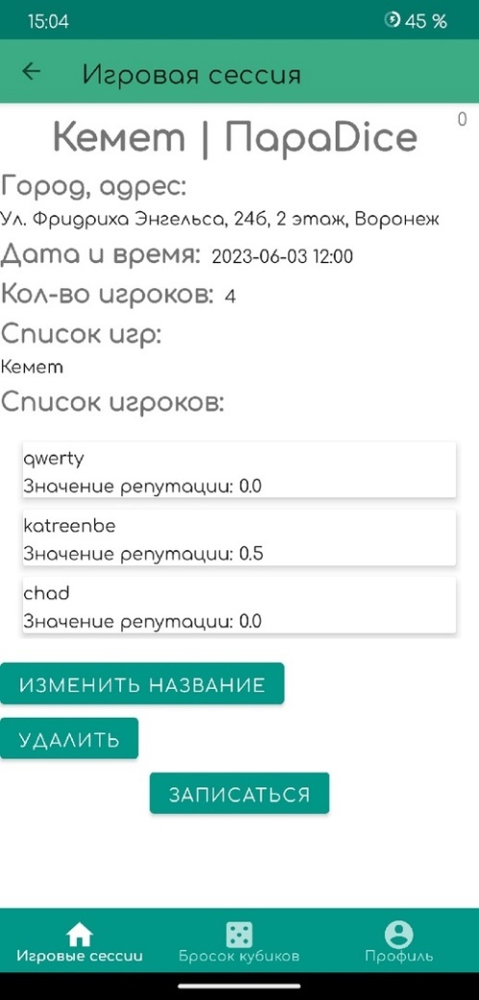 15:04
45 %
Игровая сессия
0
Кемет | ПараDice
Город, адрес:
Ул. Фридриха Энгельса, 24б, 2 этаж, Воронеж
Дата и время: 2023-06-03 12:00
Кол-во игроков: 4
Список игр:
Кемет
Список игроков:
qwerty
Значение репутации: 0.0
katreenbe
Значение репутации: 0.5
chad
Значение репутации: 0.0
ИЗМЕНИТЬ НАЗВАНИЕ
УДАЛИТЬ
ЗАПИСАТЬСЯ
Игровые сессии
Бросок кубиков
Профиль